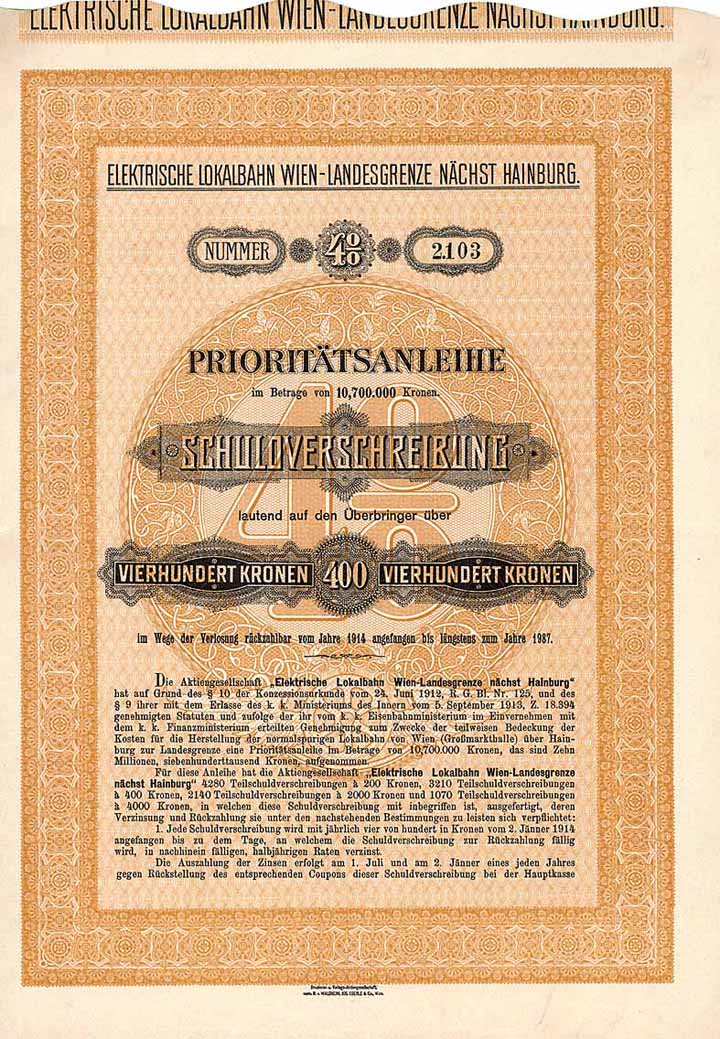 ELEKTRISCHE LOKALBAHN WIEN-LANDESGRENZE NÄCHST HAINBURG.
ELEKTRISCHE LOKALBAHN WIEN-LANDESGRENZE NÄCHST HAINBURG.
NUMMER 4% 2.103
PRIORITÄTSANLEIHE
im Betrage von 10,700.000 Kronen.
SCHULDVERSCHREIBUNG
lautend auf den Überbringer über
VIERHUNDERT KRONEN 400 VIERHUNDERT KRONEN
im Wege der Verlosung rückzahlbar vom Jahre 1914 angefangen bis längstens zum Jahre 1987.
Die Aktiengesellschaft „Elektrische Lokalbahn Wien-Landesgrenze nächst Hainburg"
hat auf Grund des § 10 der Konzessionsurkunde vom 24. Juni 1912, R. G. Bl. Nr. 125, und des
§ 9 ihrer mit dem Erlasse des k. k. Ministeriums des Innern vom 5. September 1913, Z. 18.394
genehmigten Statuten und zufolge der ihr vom k. k. Eisenbahnministerium im Einvernehmen mit
dem k. k. Finanzministerium erteilten Genehmigung zum Zwecke der teilweisen Bedeckung der
Kosten für die Herstellung der normalspurigen Lokalbahn von Wien (Großmarkthalle) über Hain-
burg zur Landesgrenze eine Prioritätsanleihe im Betrage von 10,700.000 Kronen, das sind Zehn
Millionen, siebenhunderttausend Kronen, aufgenommen.
Für diese Anleihe hat die Aktiengesellschaft „Elektrische Lokalbahn Wien-Landesgrenze
nächst Hainburg" 4280 Teilschuldverschreibungen à 200 Kronen, 3210 Teilschuldverschreibungen
à 400 Kronen, 2140 Teilschuldverschreibungen à 2000 Kronen und 1070 Teilschuldverschreibungen
à 4000 Kronen, in welchen diese Schuldverschreibung mit inbegriffen ist, ausgefertigt, deren
Verzinsung und Rückzahlung sie unter den nachstehenden Bestimmungen zu leisten sich verpflichtet:
1. Jede Schuldverschreibung wird mit jährlich vier von hundert in Kronen vom 2. Jänner 1914
angefangen bis zu dem Tage, an welchem die Schuldverschreibung zur Rückzahlung fällig
wird, in nachhinein fälligen, halbjährigen Raten verzinst.
Die Auszahlung der Zinsen erfolgt am 1. Juli und am 2. Jänner eines jeden Jahres
gegen Rückstellung des entsprechenden Coupons dieser Schuldverschreibung bei der Hauptkasse
Druckerei- u. Verlags-Aktiengesellschaft,
vorm. R. v. WALDHEIM, JOS. EBERLE & Co., Wien.